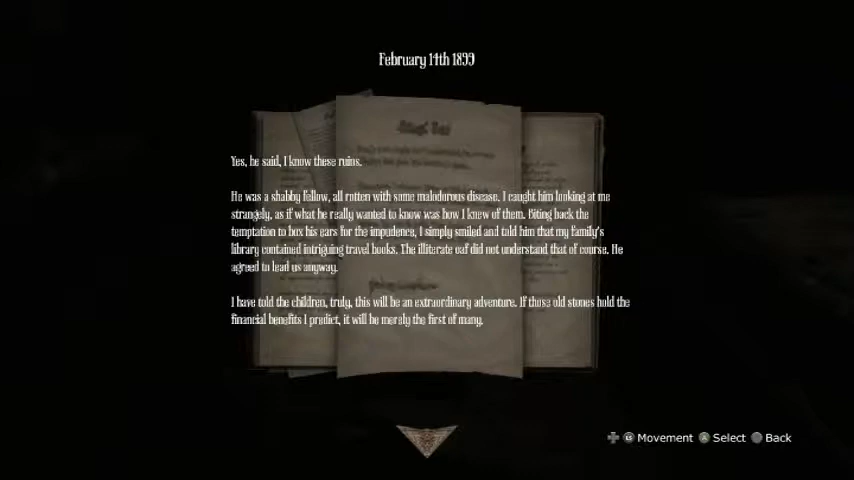 February 14th 1899
Yes, he said, I know these ruins.
He was a shabby fellow, all rotten with some malodorous disease. I caught him looking at me
strangely, as if what he really wanted to know was how I knew of them. Biting back the
temptation to box his ears for the impudence, I simply smiled and told him that my family's
library contained intriguing travel books. The illiterate oaf did not understand that of course. He
agreed to lead us anyway.
I have told the children, truly, this will be an extraordinary adventure. If those old stones hold the
financial benefits I predict, it will be merely the first of many.
Movement Select Back